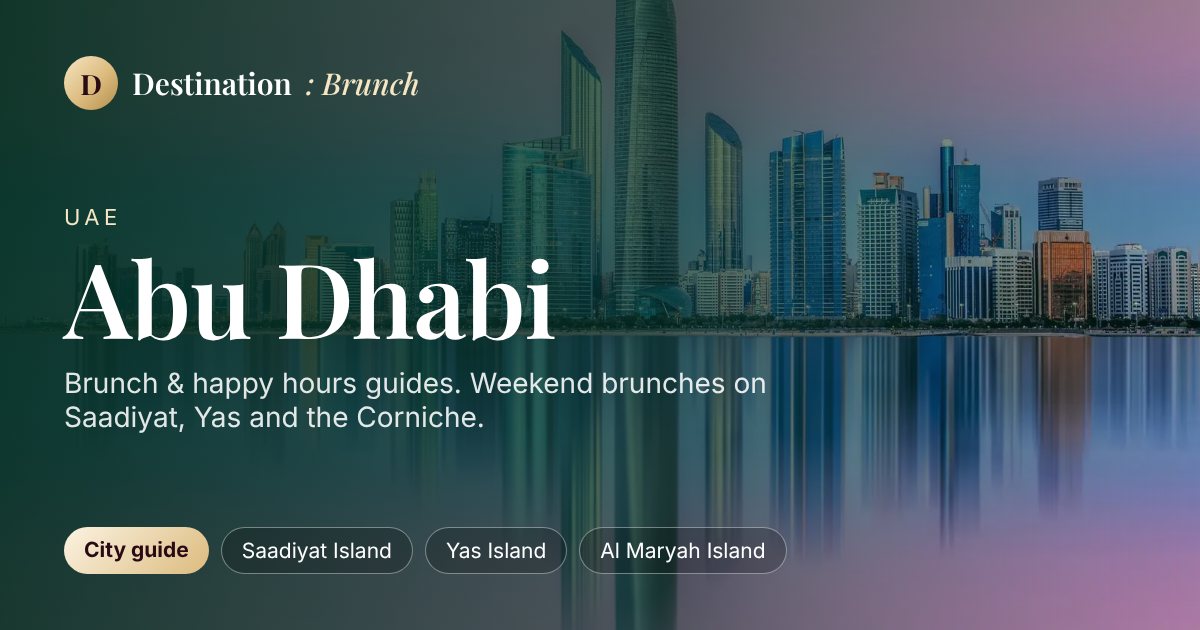 D Destination : Brunch
UAE
Abu Dhabi
Brunch & happy hours guides. Weekend brunches on
Saadiyat, Yas and the Corniche.
City guide Saadiyat Island Yas Island Al Maryah Island